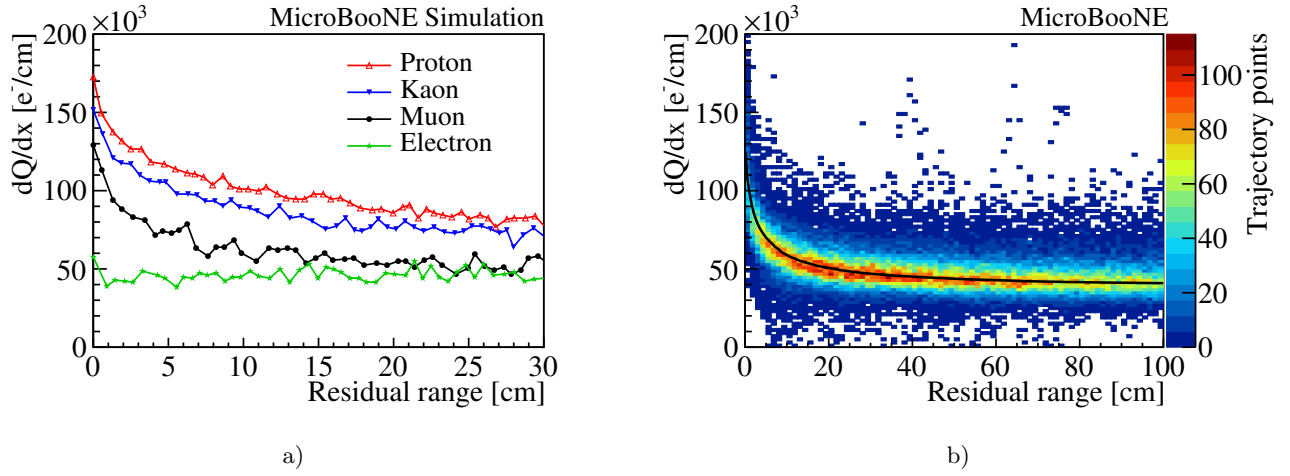 ×10³ MicroBooNE Simulation
dQ/dx [e⁻/cm]
200
150
100
50
0
Proton
Kaon
Muon
Electron
0 5 10 15 20 25 30
Residual range [cm]
a)
×10³ MicroBooNE
dQ/dx [e⁻/cm]
200
150
100
50
0
0 20 40 60 80 100
Residual range [cm]
100
80
60
40
20
0
Trajectory points
b)